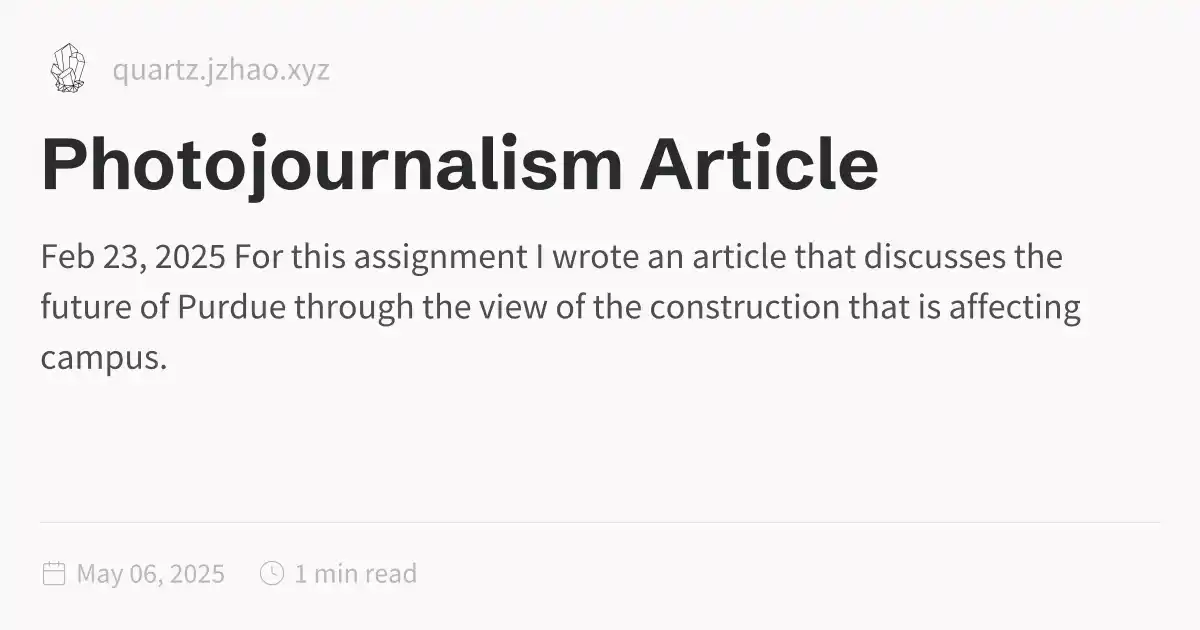 quartz.jzhao.xyz
Photojournalism Article
Feb 23, 2025 For this assignment I wrote an article that discusses the
future of Purdue through the view of the construction that is affecting
campus.
May 06, 2025 1 min read